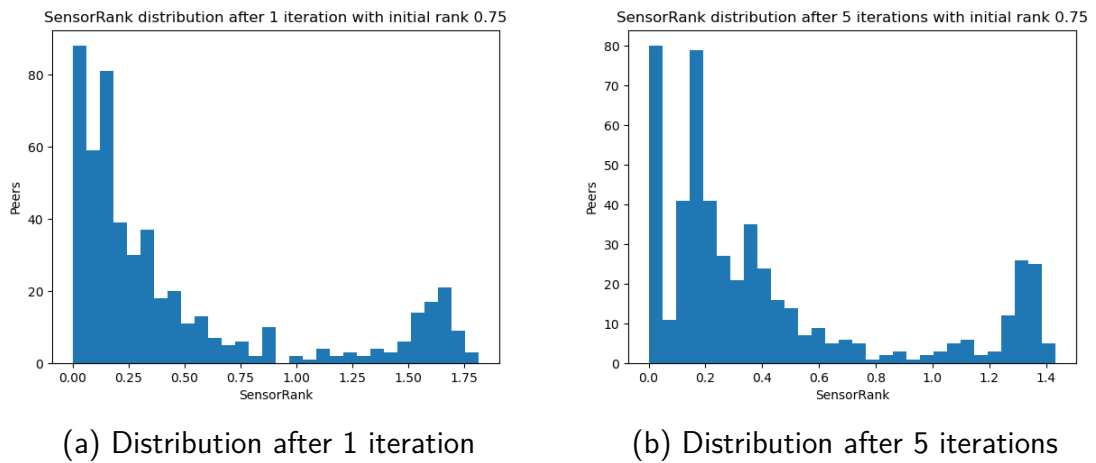 SensorRank distribution after 1 iteration with initial rank 0.75
80
60
40
20
0
Peers
0.00 0.25 0.50 0.75 1.00 1.25 1.50 1.75
SensorRank
(a) Distribution after 1 iteration
SensorRank distribution after 5 iterations with initial rank 0.75
80
70
60
50
40
30
20
10
0
Peers
0.0 0.2 0.4 0.6 0.8 1.0 1.2 1.4
SensorRank
(b) Distribution after 5 iterations